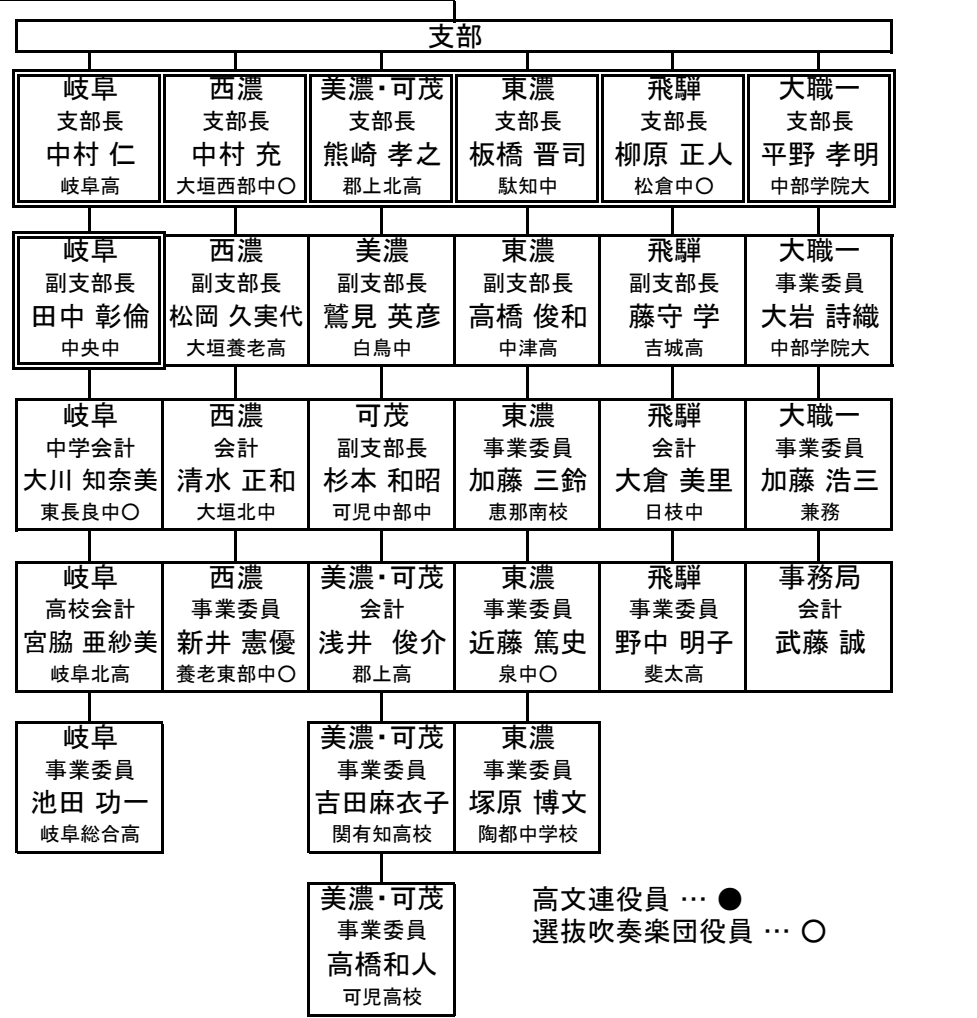 支部
岐阜
支部長
中村 仁
岐阜高
西濃
支部長
中村 充
大垣西部中〇
美濃・可茂
支部長
熊崎 孝之
郡上北高
東濃
支部長
板橋 晋司
駄知中
飛騨
支部長
柳原 正人
松倉中〇
大職一
支部長
平野 孝明
中部学院大
岐阜
副支部長
田中 彰倫
中央中
西濃
副支部長
松岡 久実代
大垣養老高
美濃
副支部長
鷲見 英彦
白鳥中
東濃
副支部長
高橋 俊和
中津高
飛騨
副支部長
藤守 学
吉城高
大職一
事業委員
大岩 詩織
中部学院大
岐阜
中学会計
大川 知奈美
東長良中〇
西濃
会計
清水 正和
大垣北中
可茂
副支部長
杉本 和昭
可児中部中
東濃
事業委員
加藤 三鈴
恵那南校
飛騨
会計
大倉 美里
日枝中
大職一
事業委員
加藤 浩三
兼務
岐阜
高校会計
宮脇 亜紗美
岐阜北高
西濃
事業委員
新井 憲優
養老東部中〇
美濃・可茂
会計
浅井 俊介
郡上高
東濃
事業委員
近藤 篤史
泉中〇
飛騨
事業委員
野中 明子
斐太高
事務局
会計
武藤 誠
岐阜
事業委員
池田 功一
岐阜総合高
美濃・可茂
事業委員
吉田麻衣子
関有知高校
東濃
事業委員
塚原 博文
陶都中学校
美濃・可茂
事業委員
高橋和人
可児高校
高文連役員 … ●
選抜吹奏楽団役員 … 〇